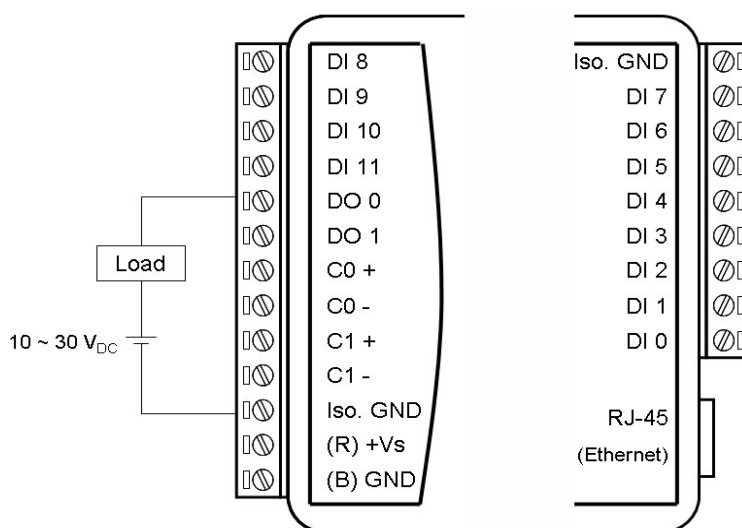 DI 8
DI 9
DI 10
DI 11
DO 0
DO 1
C0 +
C0 -
C1 +
C1 -
Iso. GND
(R) +Vs
(B) GND
Load
10 ~ 30 VDC
Iso. GND
DI 7
DI 6
DI 5
DI 4
DI 3
DI 2
DI 1
DI 0
RJ-45
(Ethernet)